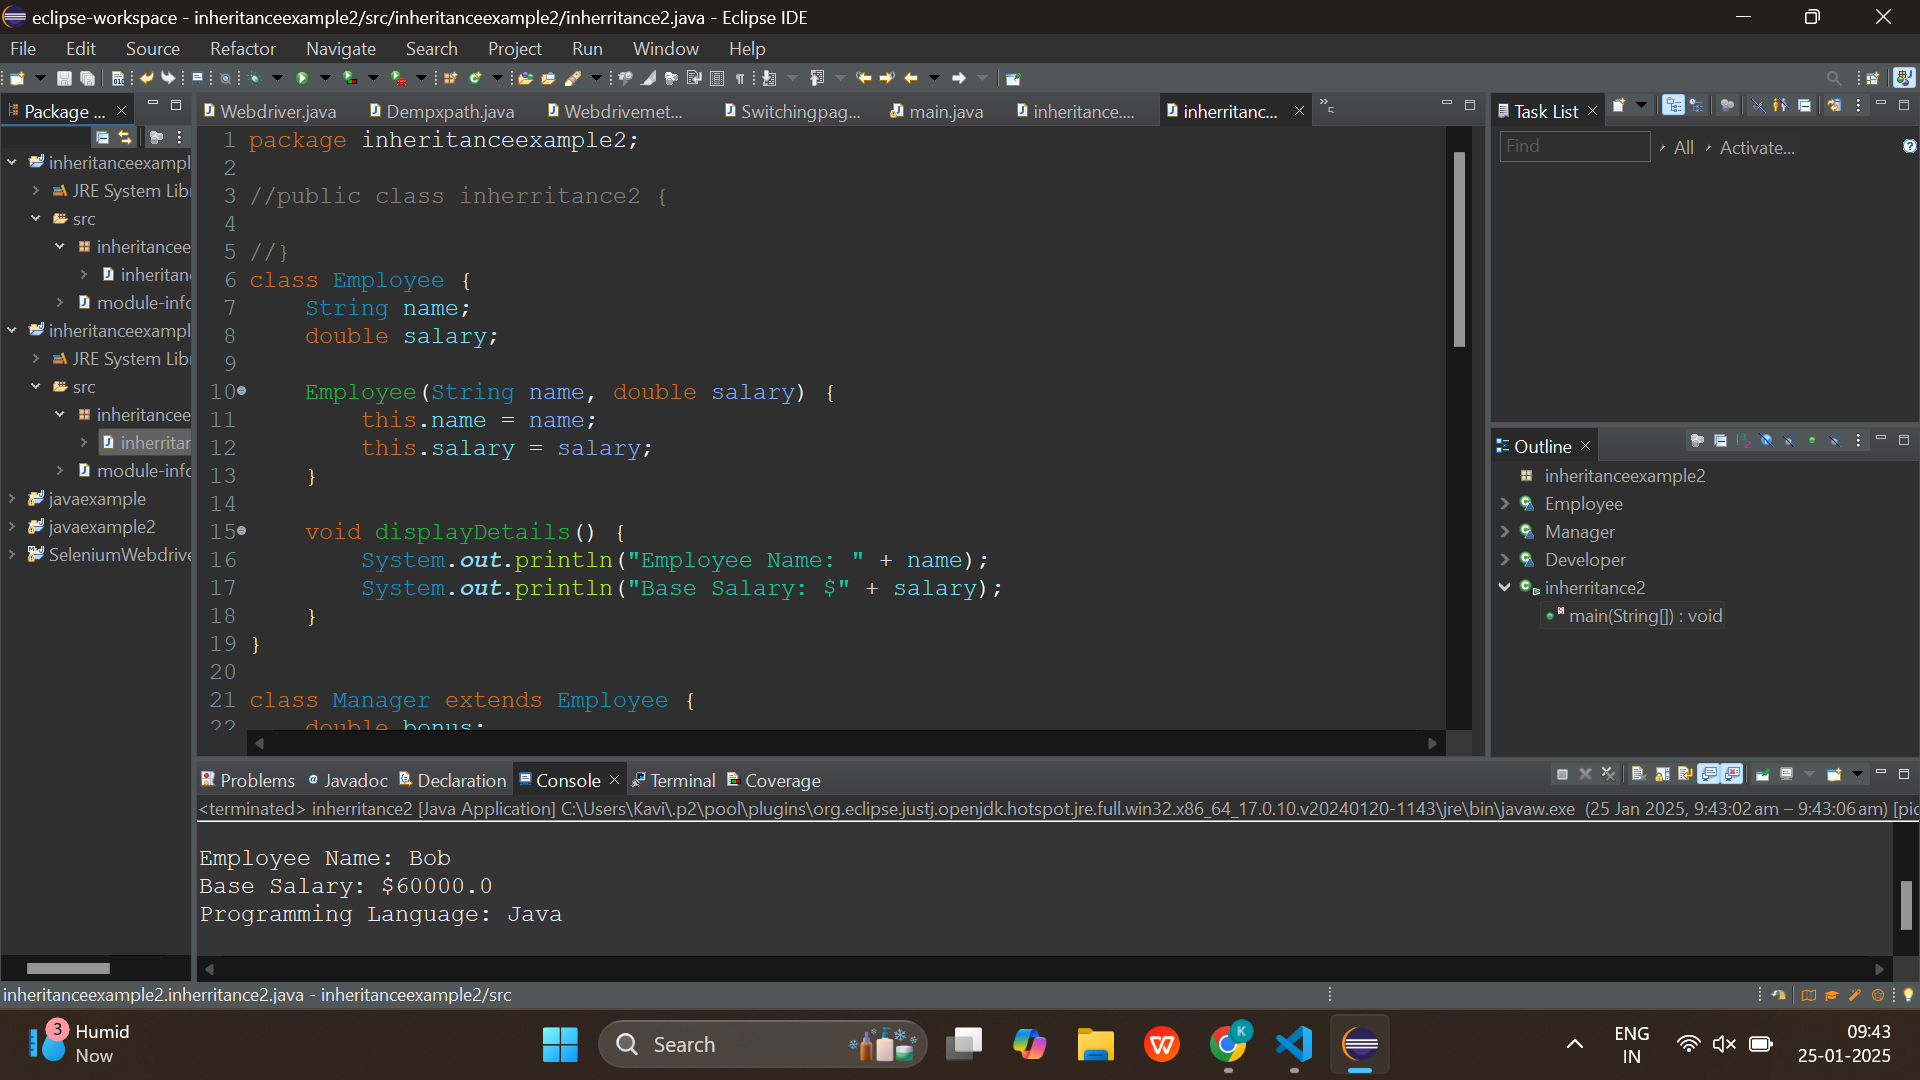 eclipse-workspace - inheritanceexample2/src/inheritanceexample2/inherritance2.java - Eclipse IDE
File Edit Source Refactor Navigate Search Project Run Window Help
Package ...
Webdriver.java Dempxpath.java Webdrivemet... Switchingpag... main.java inheritance.... inherritanc... »5
Task List
Find All Activate...
inheritanceexampl
JRE System Lib
src
inheritancee
inheritan
module-info
inheritanceexampl
JRE System Lib
src
inheritancee
inherritar
module-info
javaexample
javaexample2
SeleniumWebdrive
1 package inheritanceexample2;
2
3 //public class inherritance2 {
4
5 //}
6 class Employee {
7 String name;
8 double salary;
9
10 Employee(String name, double salary) {
11 this.name = name;
12 this.salary = salary;
13 }
14
15 void displayDetails() {
16 System.out.println("Employee Name: " + name);
17 System.out.println("Base Salary: $" + salary);
18 }
19 }
20
21 class Manager extends Employee {
22 double bonus;
Outline
inheritanceexample2
Employee
Manager
Developer
inherritance2
main(String[]) : void
Problems Javadoc Declaration Console Terminal Coverage
<terminated> inherritance2 [Java Application] C:\Users\Kavi\.p2\pool\plugins\org.eclipse.justj.openjdk.hotspot.jre.full.win32.x86_64_17.0.10.v20240120-1143\jre\bin\javaw.exe (25 Jan 2025, 9:43:02 am – 9:43:06 am) [pic
Employee Name: Bob
Base Salary: $60000.0
Programming Language: Java
inheritanceexample2.inherritance2.java - inheritanceexample2/src
3 Humid
Now
Search
K
W
ENG
IN
09:43
25-01-2025